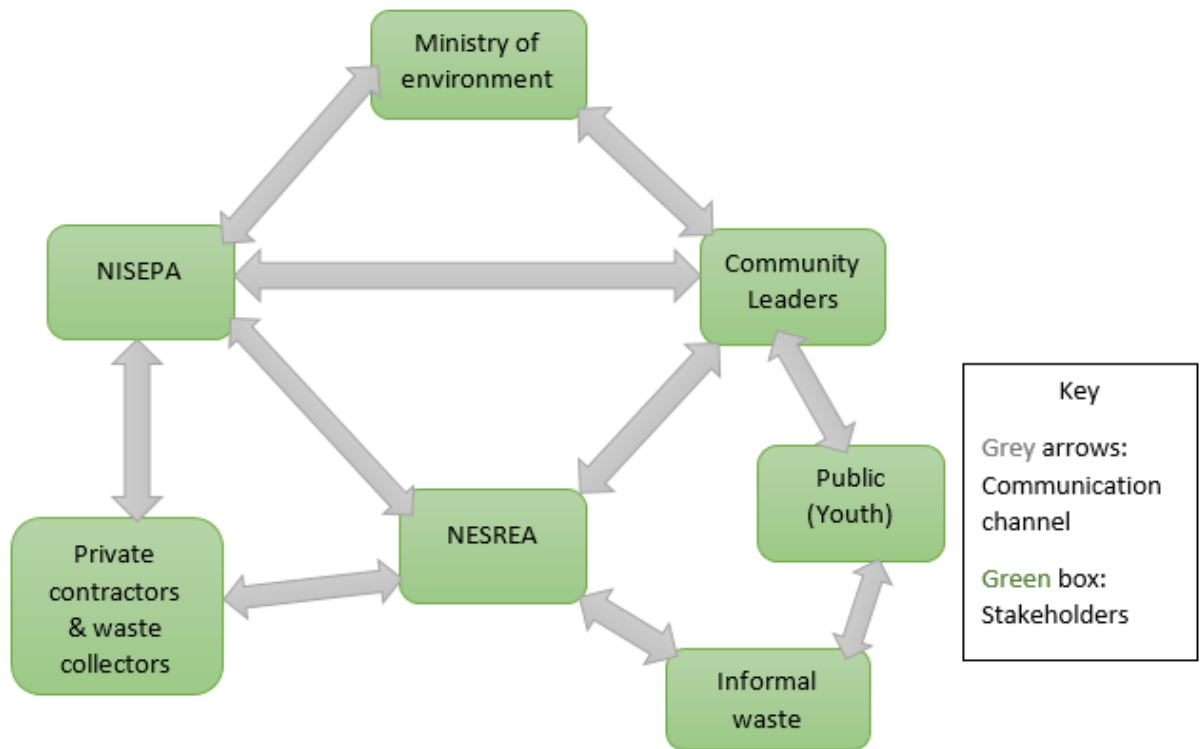 Ministry of
environment
NISEPA
Community
Leaders
Key
Grey arrows:
Communication
channel
Green box:
Stakeholders
Public
(Youth)
NESREA
Private
contractors
& waste
collectors
Informal
waste